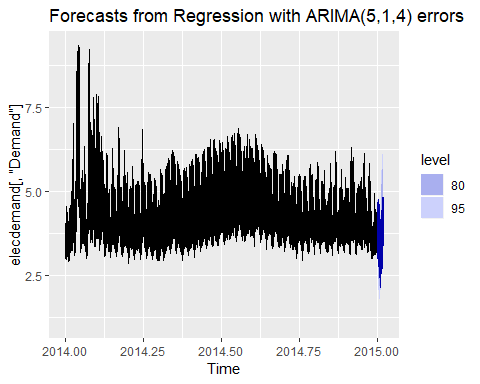 Forecasts from Regression with ARIMA(5,1,4) errors
elecdemand[, "Demand"]
7.5
5.0
2.5
2014.00
2014.25
2014.50
2014.75
2015.00
Time
level
80
95